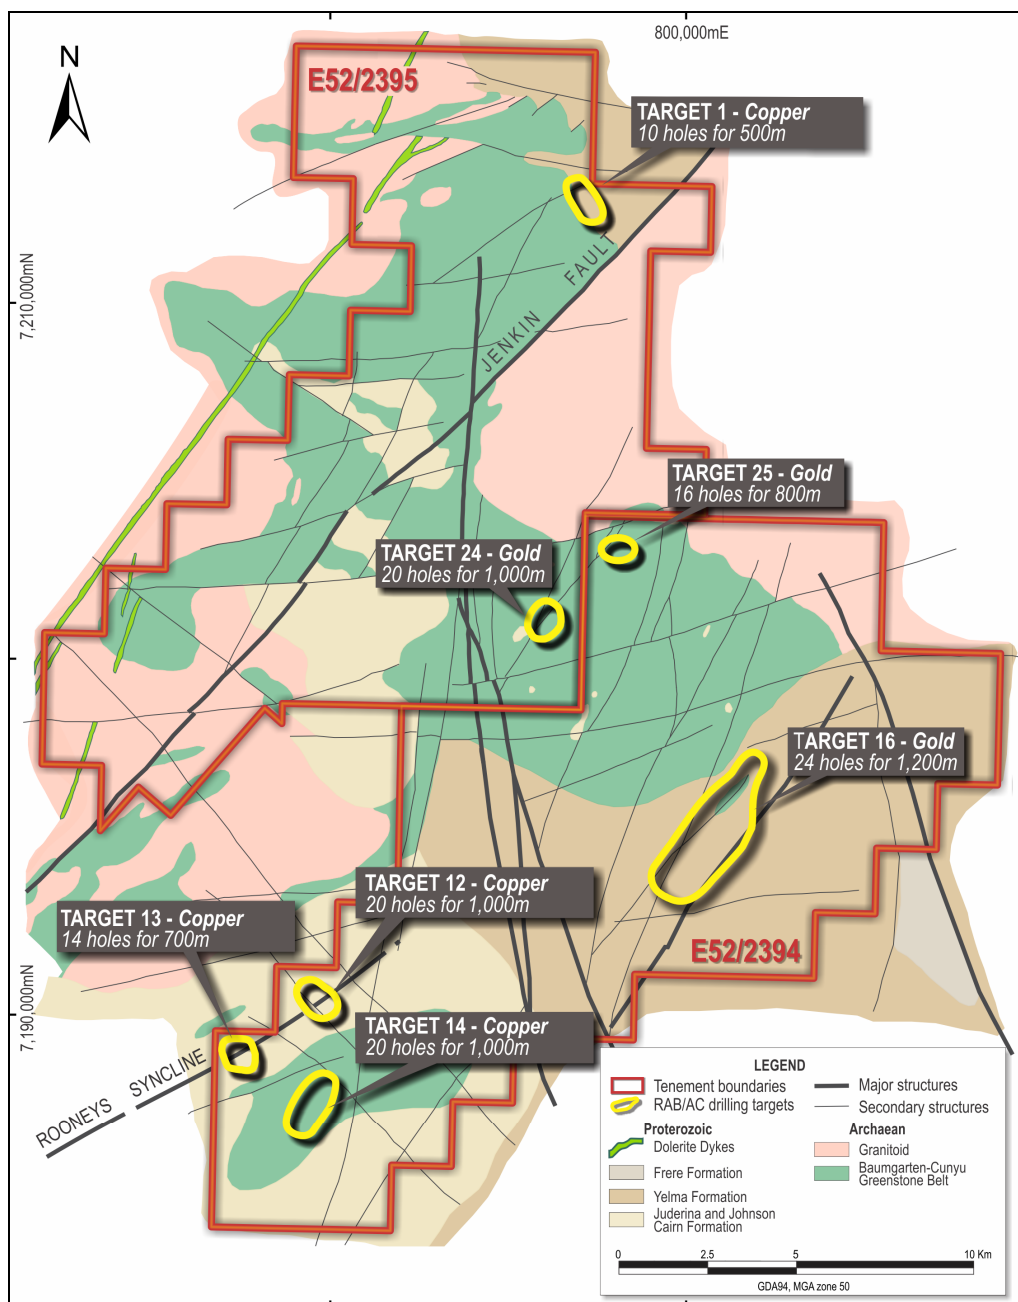 800,000mE
N
E52/2395
TARGET 1 - Copper
10 holes for 500m
7,210,000mN
JENKIN FAULT
TARGET 25 - Gold
16 holes for 800m
TARGET 24 - Gold
20 holes for 1,000m
TARGET 16 - Gold
24 holes for 1,200m
TARGET 12 - Copper
20 holes for 1,000m
TARGET 13 - Copper
14 holes for 700m
E52/2394
7,190,000mN
TARGET 14 - Copper
20 holes for 1,000m
ROONEYS SYNCLINE
LEGEND
Tenement boundaries
RAB/AC drilling targets
Major structures
Secondary structures
Proterozoic
Dolerite Dykes
Frere Formation
Yelma Formation
Juderina and Johnson
Cairn Formation
Archaean
Granitoid
Baumgarten-Cunyu
Greenstone Belt
0 2.5 5 10 Km
GDA94, MGA zone 50